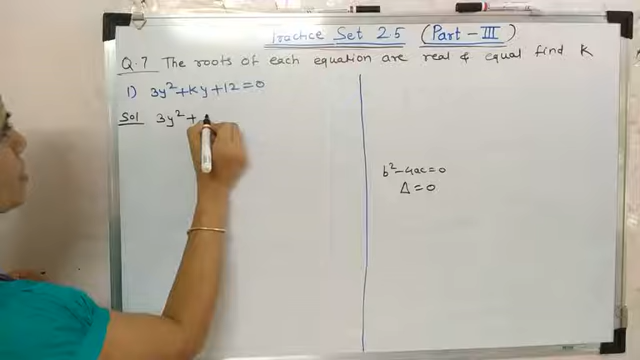 Practice Set 2.5 (Part - III)
Q.7 The roots of each equation are real & equal find K
1) 3y²+ky+12=0
Sol 3y²+
b²-4ac=0
Δ=0